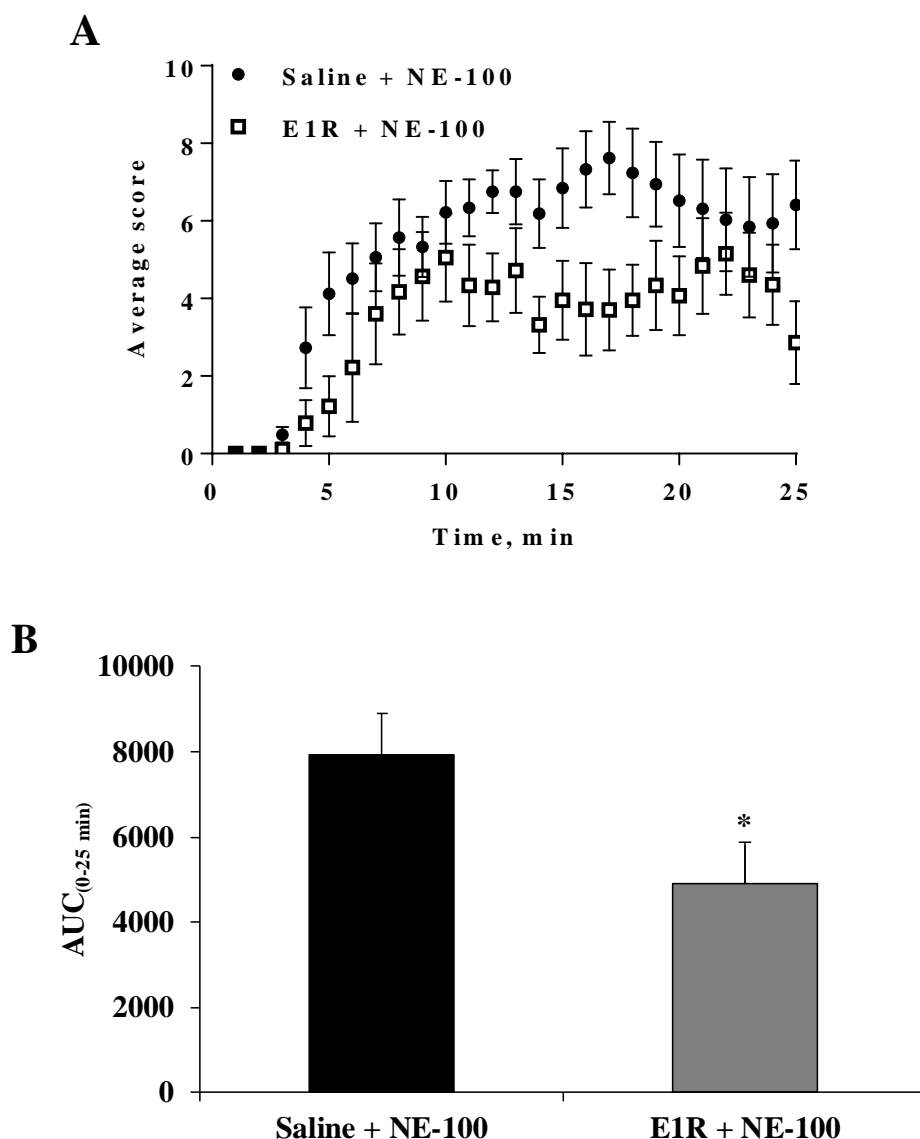 A
10
Saline + NE-100
E1R + NE-100
8
6
4
2
0
Average score
0 5 10 15 20 25
Time, min
B
10000
8000
6000
4000
2000
0
AUC(0-25 min)
*
Saline + NE-100 E1R + NE-100